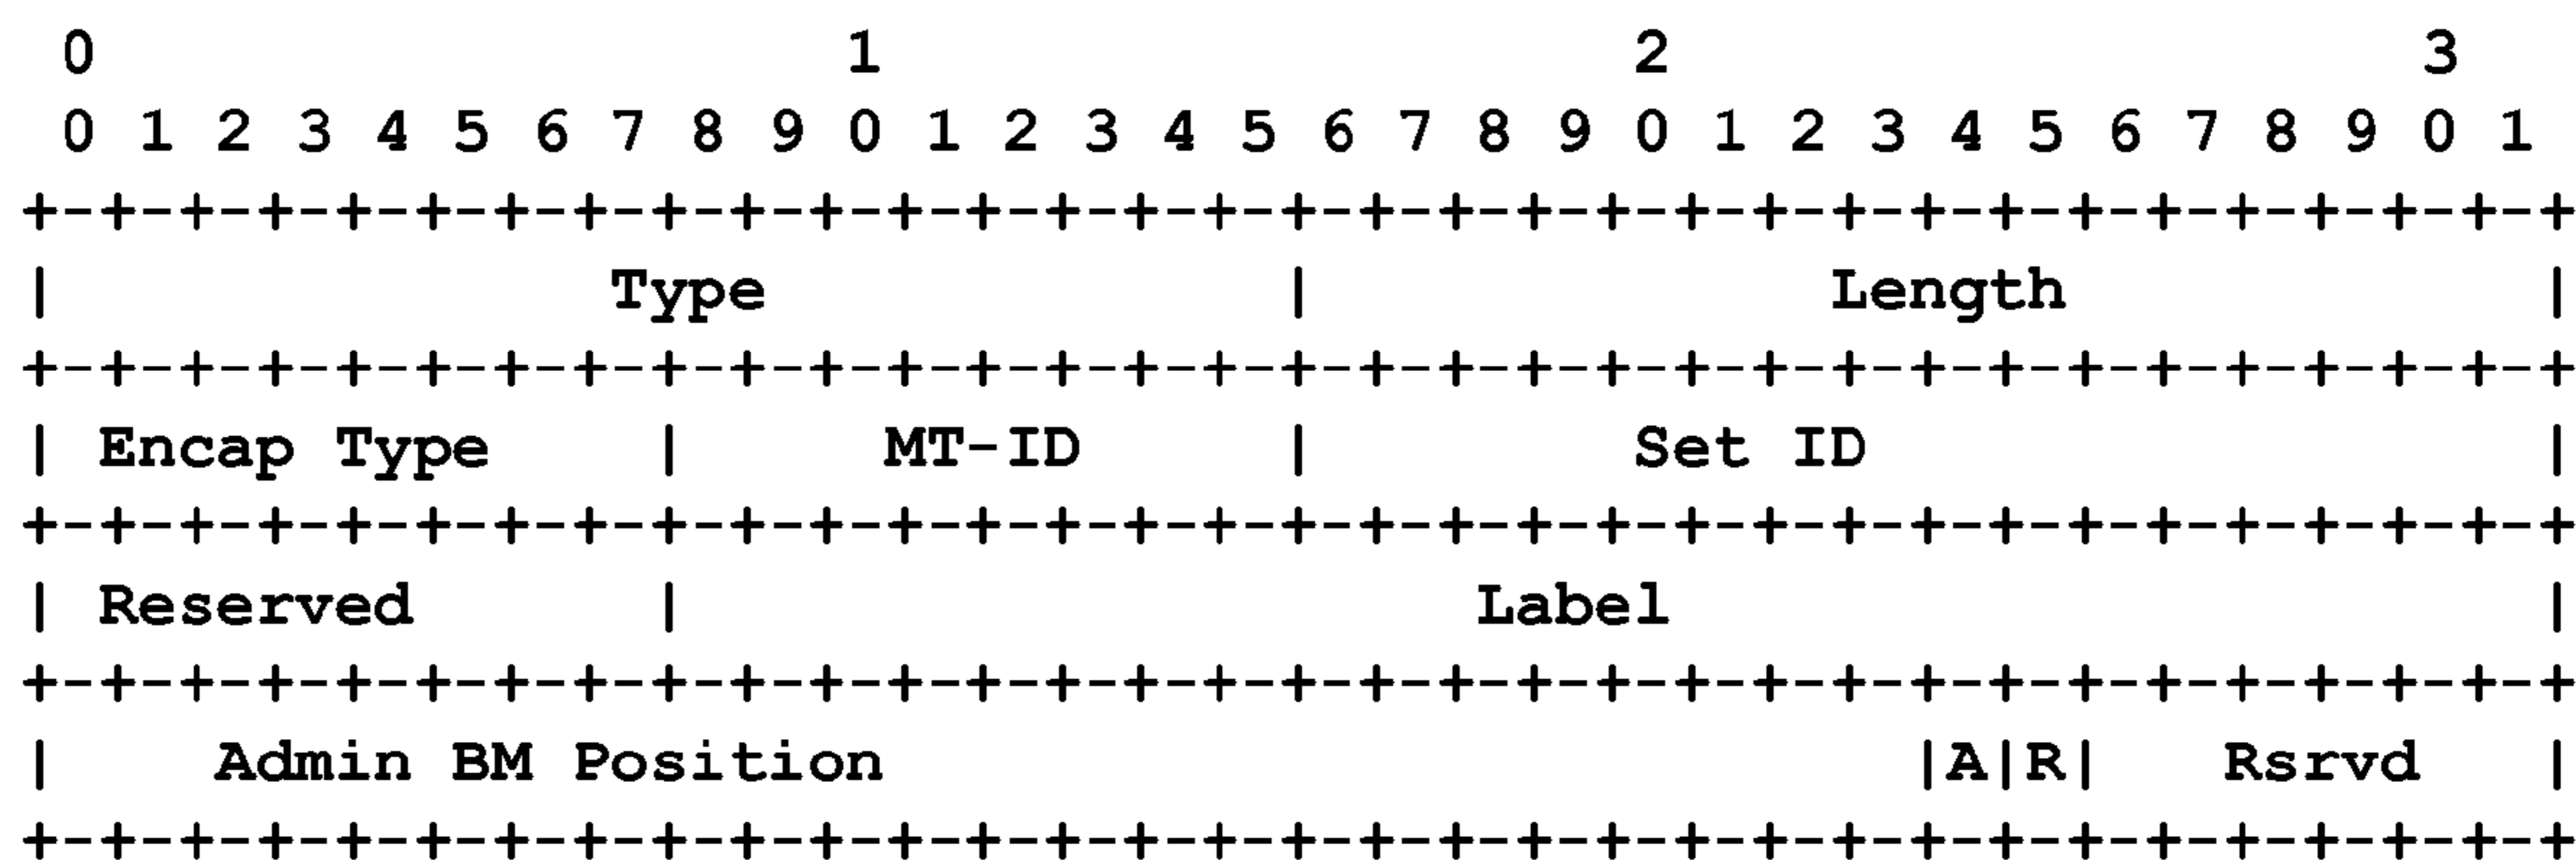 0                   1                   2                   3
 0 1 2 3 4 5 6 7 8 9 0 1 2 3 4 5 6 7 8 9 0 1 2 3 4 5 6 7 8 9 0 1
+-+-+-+-+-+-+-+-+-+-+-+-+-+-+-+-+-+-+-+-+-+-+-+-+-+-+-+-+-+-+-+-+
|              Type             |             Length            |
+-+-+-+-+-+-+-+-+-+-+-+-+-+-+-+-+-+-+-+-+-+-+-+-+-+-+-+-+-+-+-+-+
| Encap Type    |     MT-ID     |        Set ID                 |
+-+-+-+-+-+-+-+-+-+-+-+-+-+-+-+-+-+-+-+-+-+-+-+-+-+-+-+-+-+-+-+-+
| Reserved      |                    Label                      |
+-+-+-+-+-+-+-+-+-+-+-+-+-+-+-+-+-+-+-+-+-+-+-+-+-+-+-+-+-+-+-+-+
|    Admin BM Position                          |A|R|   Rsrvd   |
+-+-+-+-+-+-+-+-+-+-+-+-+-+-+-+-+-+-+-+-+-+-+-+-+-+-+-+-+-+-+-+-+